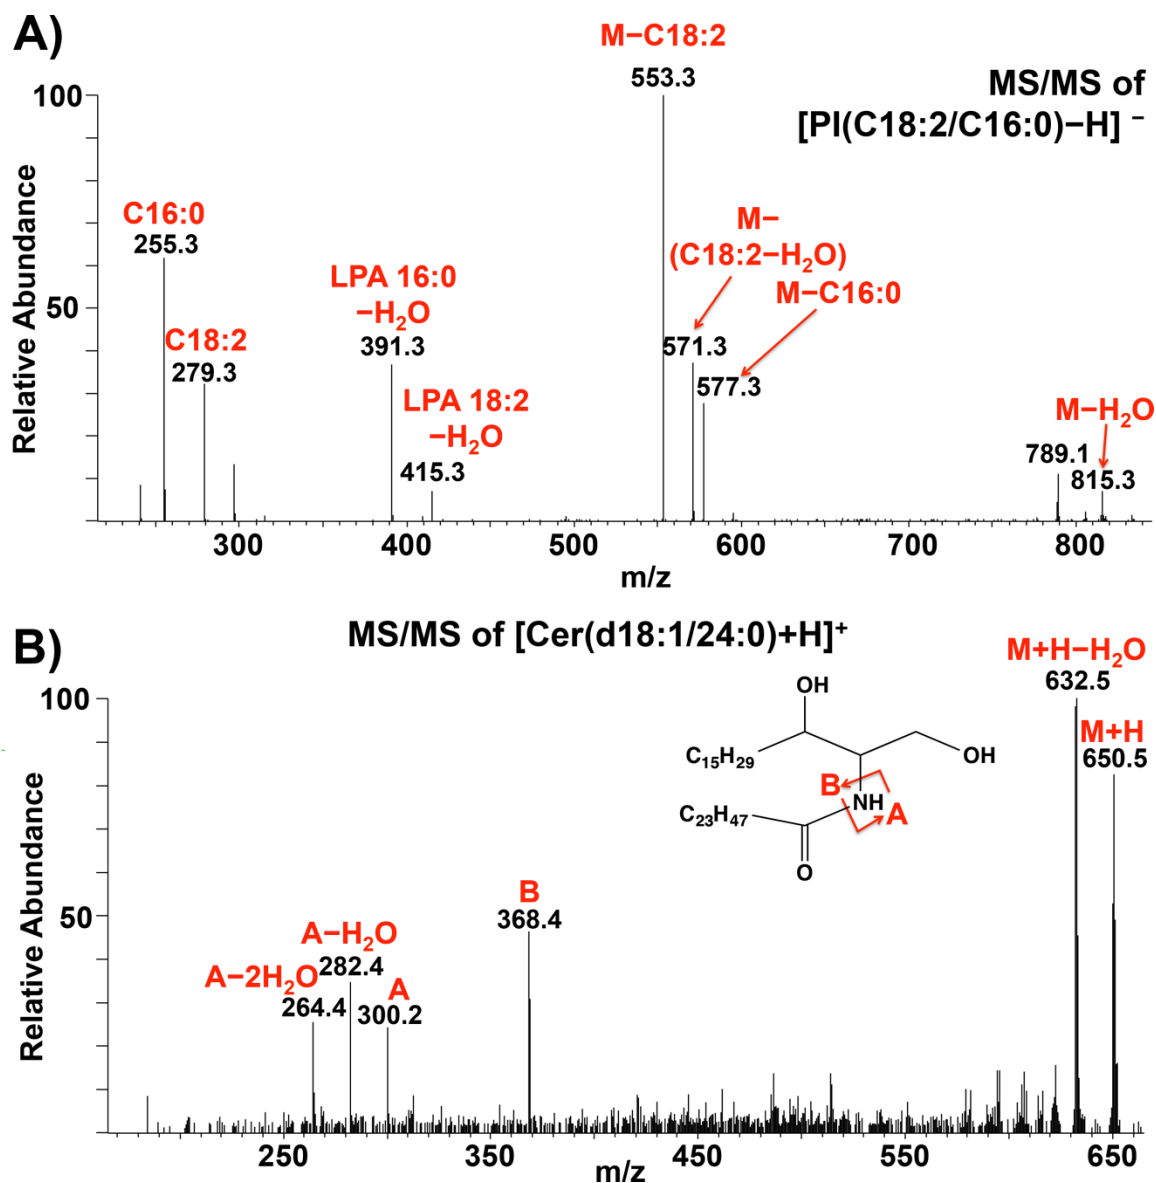 A)
M−C18:2
553.3
MS/MS of
[PI(C18:2/C16:0)−H] −
100
50
Relative Abundance
C16:0
255.3
C18:2
279.3
LPA 16:0
−H₂O
391.3
LPA 18:2
−H₂O
415.3
M−
(C18:2−H₂O)
571.3
M−C16:0
577.3
789.1
M−H₂O
815.3
300
400
500
600
700
800
m/z
B)
MS/MS of [Cer(d18:1/24:0)+H]⁺
100
50
Relative Abundance
A−2H₂O
264.4
A−H₂O
282.4
A
300.2
B
368.4
OH
C₁₅H₂₉
OH
B
NH
A
C₂₃H₄₇
O
M+H−H₂O
632.5
M+H
650.5
250
350
450
550
650
m/z